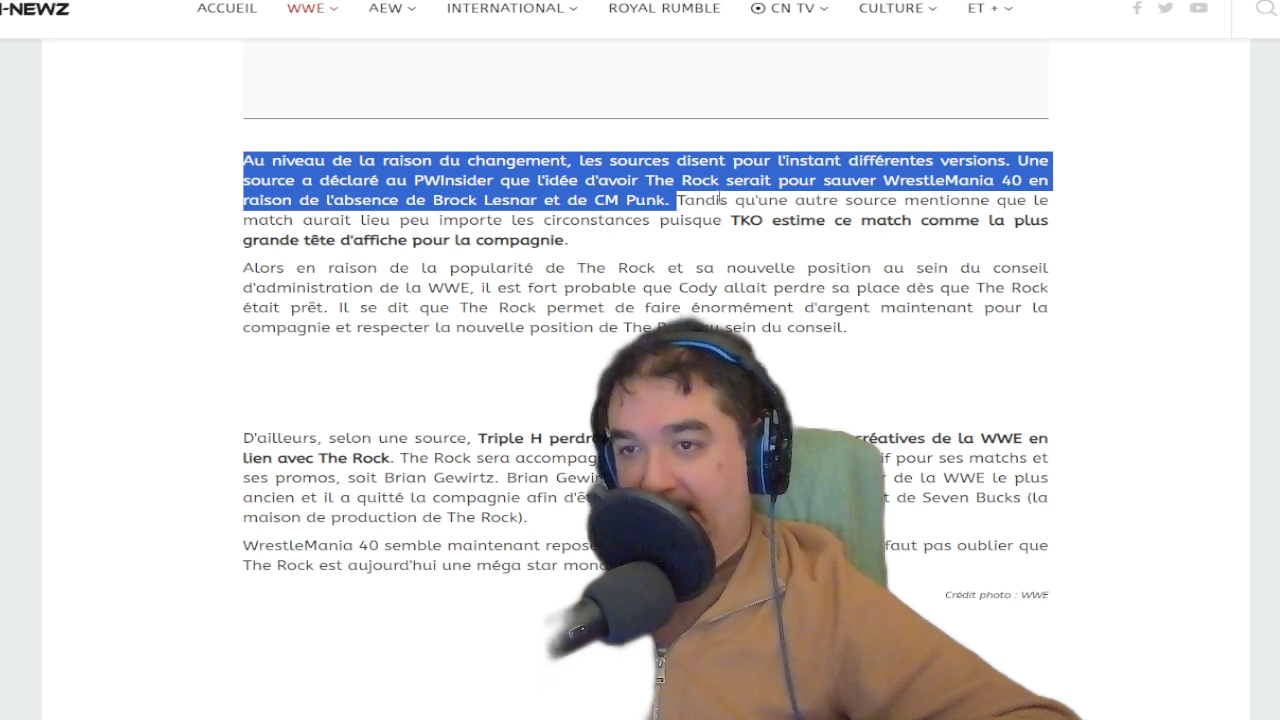 -NEWZ ACCUEIL WWE AEW INTERNATIONAL ROYAL RUMBLE CN TV CULTURE ET +
Au niveau de la raison du changement, les sources disent pour l'instant différentes versions. Une
source a déclaré au PWInsider que l'idée d'avoir The Rock serait pour sauver WrestleMania 40 en
raison de l'absence de Brock Lesnar et de CM Punk. Tandis qu'une autre source mentionne que le
match aurait lieu peu importe les circonstances puisque TKO estime ce match comme la plus
grande tête d'affiche pour la compagnie.
Alors en raison de la popularité de The Rock et sa nouvelle position au sein du conseil
d'administration de la WWE, il est fort probable que Cody allait perdre sa place dès que The Rock
était prêt. Il se dit que The Rock permet de faire énormément d'argent maintenant pour la
compagnie et respecter la nouvelle position de The sein du conseil.
D'ailleurs, selon une source, Triple H créatives de la WWE en
lien avec The Rock. The Rock sera pour ses matchs et
ses promos, soit Brian Gewirtz. Brian de la WWE le plus
ancien et il a quitté la compagnie afin de Seven Bucks (la
maison de production de The Rock).
WrestleMania 40 semble maintenant faut pas oublier que
The Rock est aujourd'hui une méga star
Crédit photo : WWE